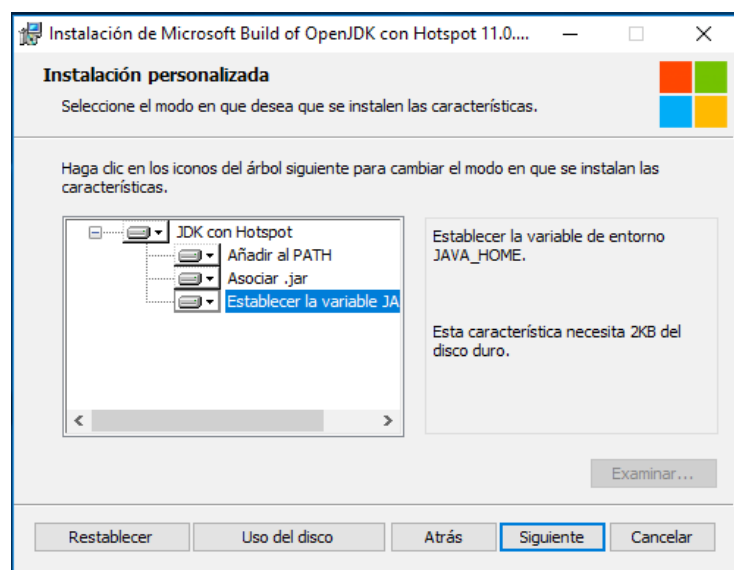 Instalación de Microsoft Build of OpenJDK con Hotspot 11.0....
Instalación personalizada
Seleccione el modo en que desea que se instalen las características.
Haga clic en los iconos del árbol siguiente para cambiar el modo en que se instalan las
características.
JDK con Hotspot
Añadir al PATH
Asociar .jar
Establecer la variable JA
Establecer la variable de entorno
JAVA_HOME.
Esta característica necesita 2KB del
disco duro.
Examinar...
Restablecer
Uso del disco
Atrás
Siguiente
Cancelar